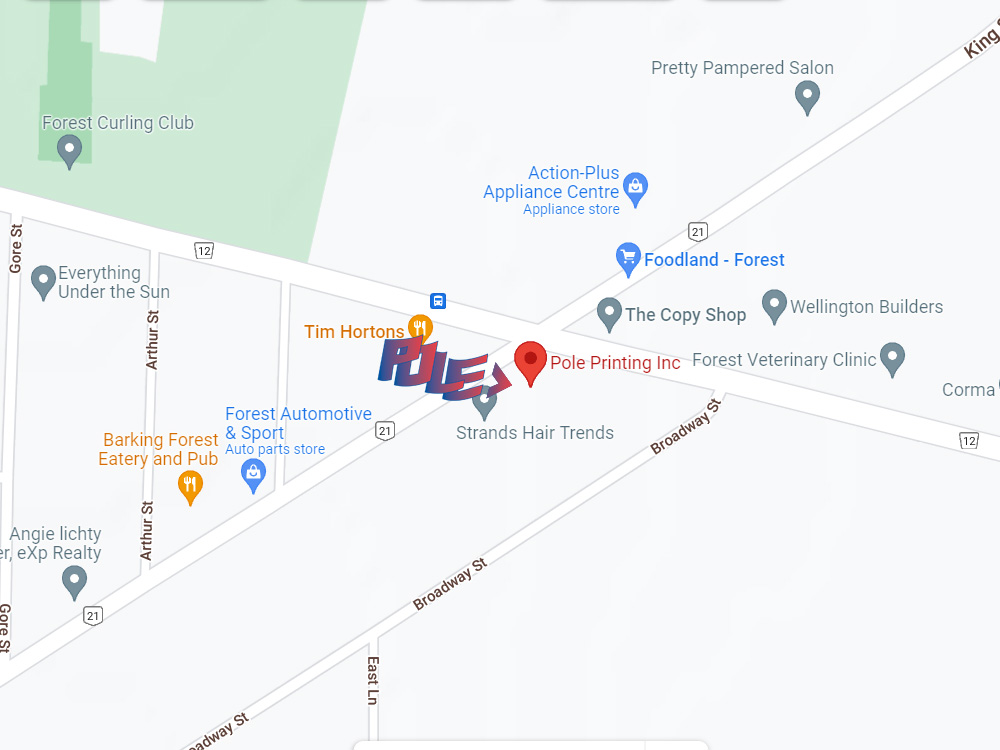 King
Pretty Pampered Salon
Forest Curling Club
Action-Plus
Appliance Centre
Appliance store
Gore St
12
21
Everything
Under the Sun
Foodland - Forest
Arthur St
Tim Hortons
The Copy Shop
Wellington Builders
POLE
Pole Printing Inc
Forest Veterinary Clinic
Corma
Forest Automotive
& Sport
Auto parts store
21
Strands Hair Trends
Broadway St
12
Barking Forest
Eatery and Pub
Arthur St
Angie lichty
er, eXp Realty
Broadway St
21
Gore St
East Ln
adway St